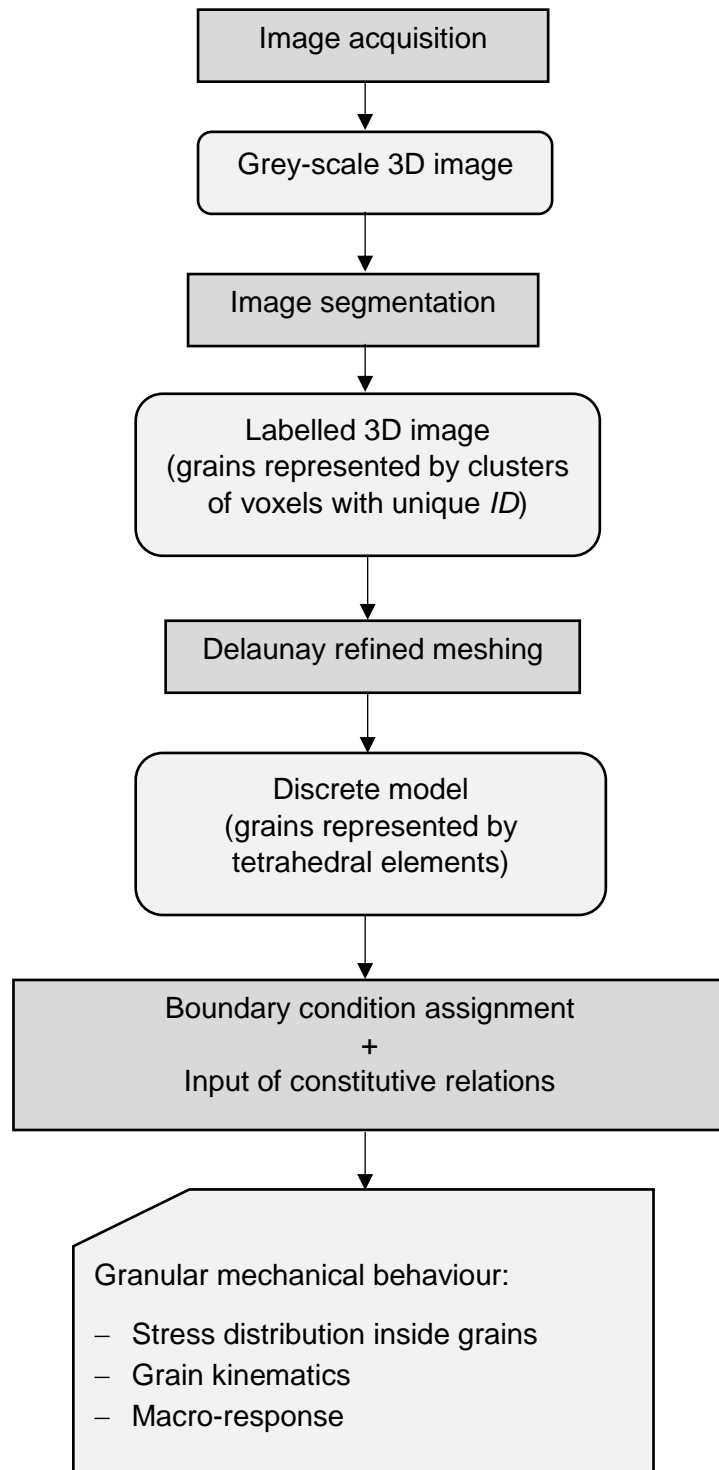 Image acquisition
Grey-scale 3D image
Image segmentation
Labelled 3D image
(grains represented by clusters
of voxels with unique ID)
Delaunay refined meshing
Discrete model
(grains represented by
tetrahedral elements)
Boundary condition assignment
+
Input of constitutive relations
Granular mechanical behaviour:
− Stress distribution inside grains
− Grain kinematics
− Macro-response